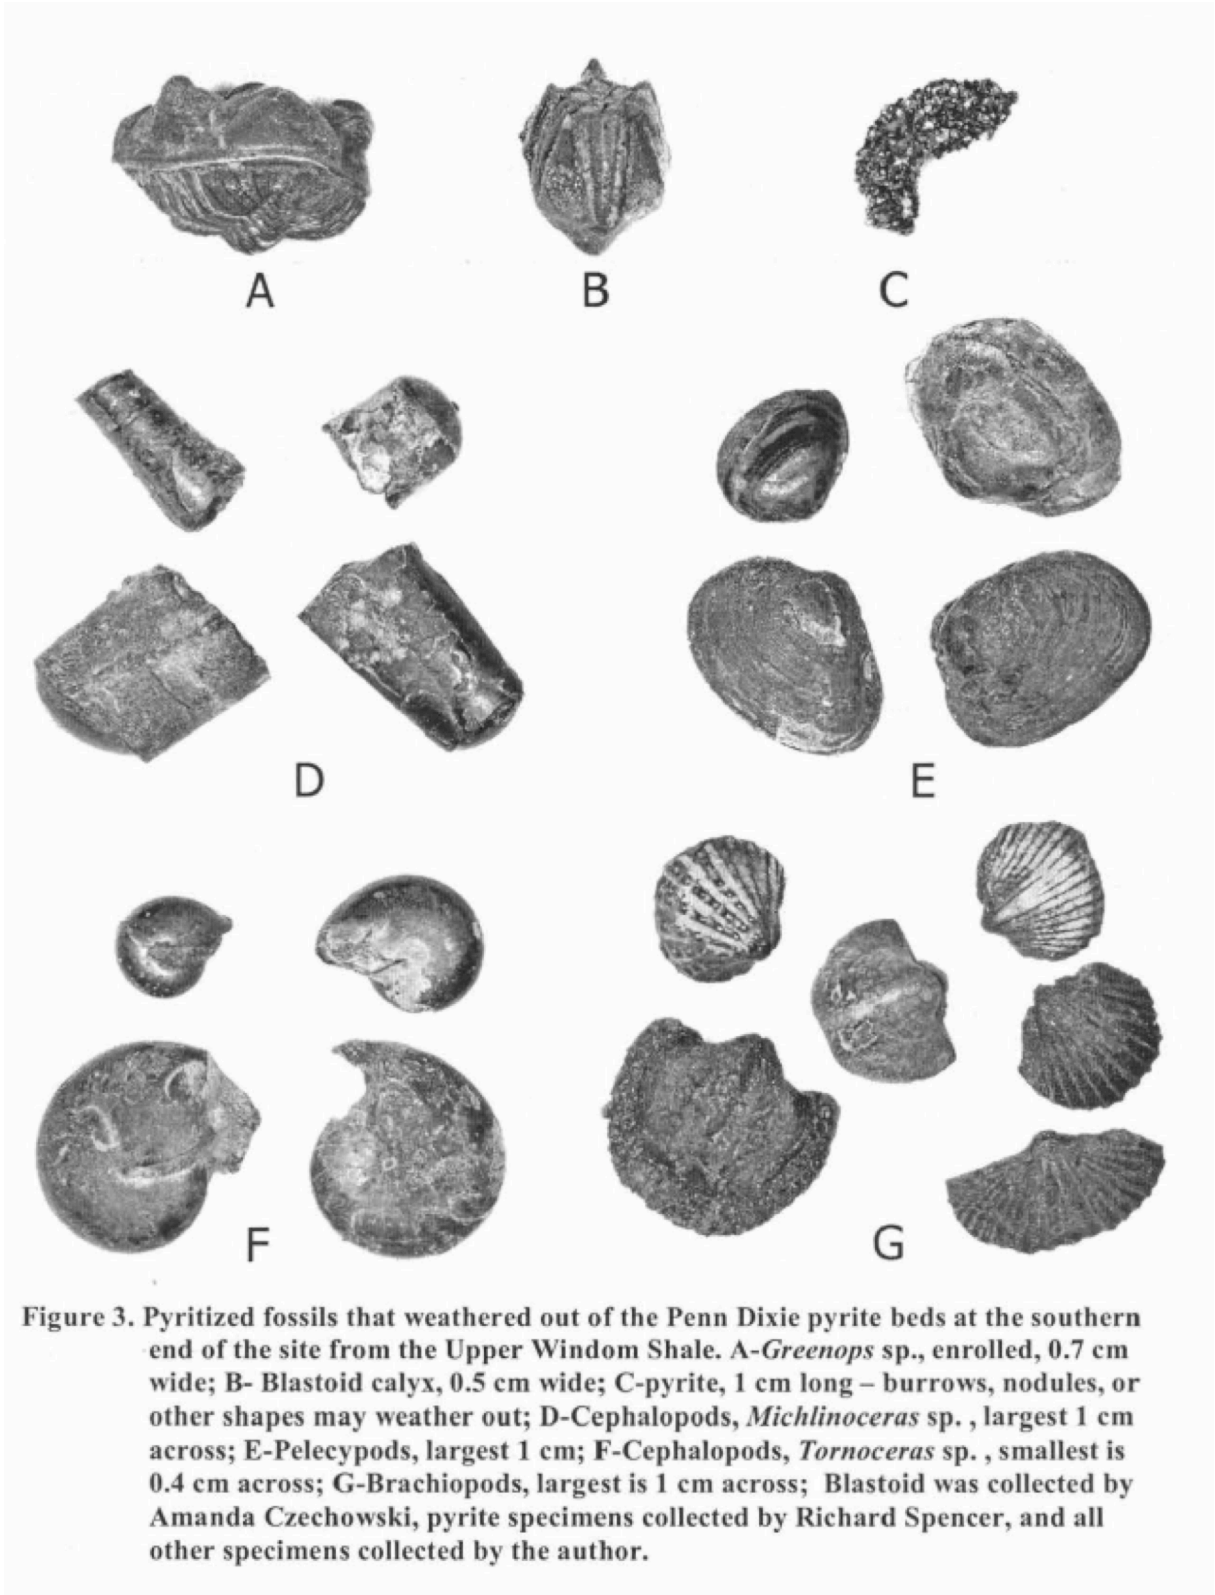 A
B
C
D
E
F
G
Figure 3. Pyritized fossils that weathered out of the Penn Dixie pyrite beds at the southern
end of the site from the Upper Windom Shale. A-Greenops sp., enrolled, 0.7 cm
wide; B- Blastoid calyx, 0.5 cm wide; C-pyrite, 1 cm long – burrows, nodules, or
other shapes may weather out; D-Cephalopods, Michlinoceras sp. , largest 1 cm
across; E-Pelecypods, largest 1 cm; F-Cephalopods, Tornoceras sp. , smallest is
0.4 cm across; G-Brachiopods, largest is 1 cm across;  Blastoid was collected by
Amanda Czechowski, pyrite specimens collected by Richard Spencer, and all
other specimens collected by the author.